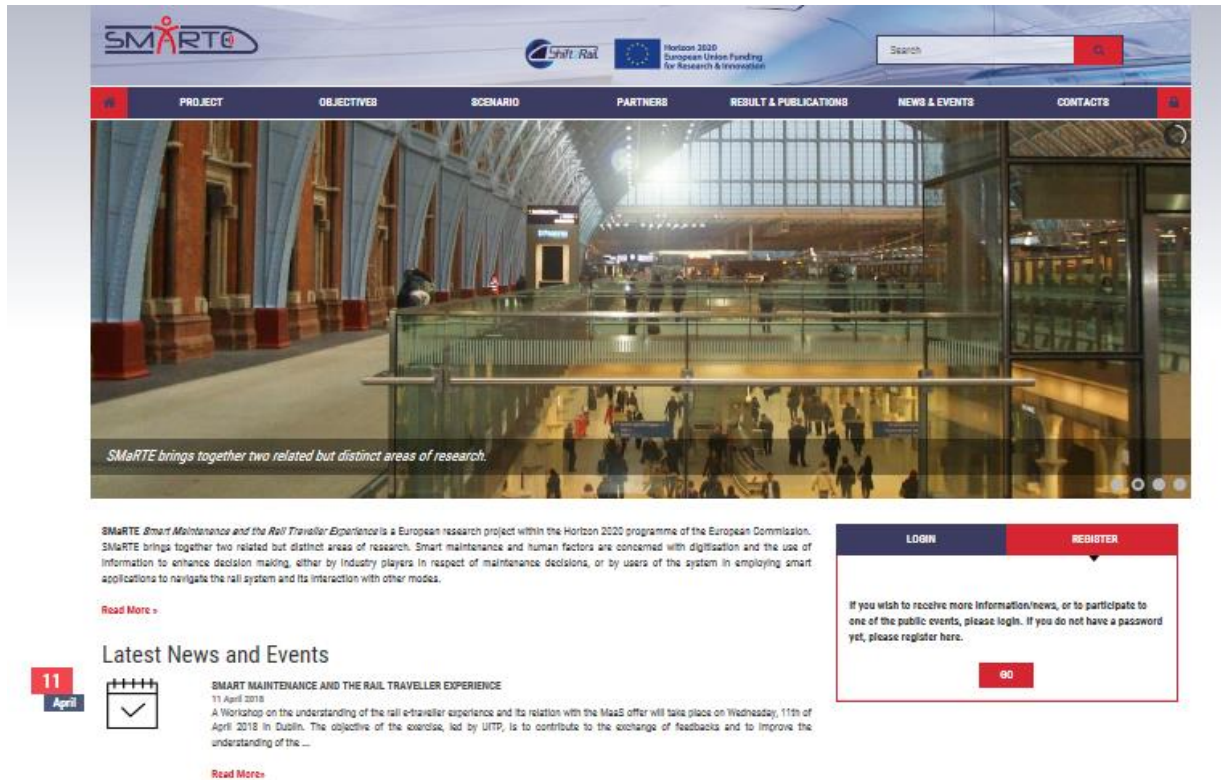 SMARTE
Shift2Rail
Horizon 2020
European Union Funding
for Research & Innovation
Search
PROJECT
OBJECTIVES
SCENARIO
PARTNERS
RESULT & PUBLICATIONS
NEWS & EVENTS
CONTACTS
SMaRTE brings together two related but distinct areas of research.
SMaRTE Smart Maintenance and the Rail Traveller Experience is a European research project within the Horizon 2020 programme of the European Commission.
SMaRTE brings together two related but distinct areas of research. Smart maintenance and human factors are concerned with digitisation and the use of
information to enhance decision making, either by industry players in respect of maintenance decisions, or by users of the system in employing smart
applications to navigate the rail system and its interaction with other modes.
Read More »
LOGIN
REGISTER
If you wish to receive more information/news, or to participate to
one of the public events, please login. If you do not have a password
yet, please register here.
GO
Latest News and Events
11
April
SMART MAINTENANCE AND THE RAIL TRAVELLER EXPERIENCE
11 April 2018
A Workshop on the understanding of the rail e-traveller experience and its relation with the MaaS offer will take place on Wednesday, 11th of
April 2018 in Dublin. The objective of the exercise, led by UITP, is to contribute to the exchange of feedbacks and to improve the
understanding of the ...
Read More»